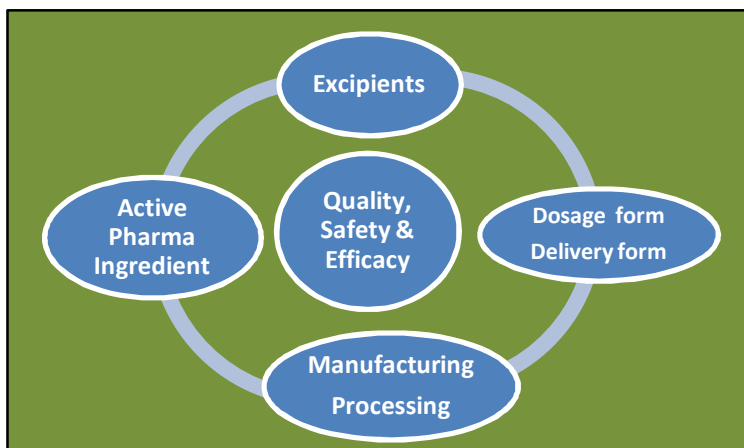 Excipients
Quality,
Safety &
Efficacy
Active
Pharma
Ingredient
Dosage form
Delivery form
Manufacturing
Processing